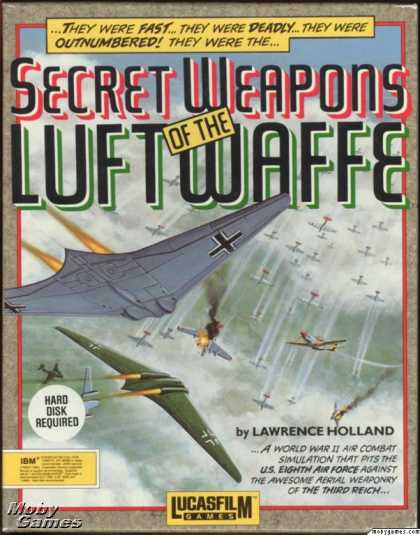 ...THEY WERE FAST... THEY WERE DEADLY... THEY WERE
OUTNUMBERED! THEY WERE THE...
SECRET WEAPONS
OF THE
LUFTWAFFE
HARD
DISK
REQUIRED
by LAWRENCE HOLLAND
...A WORLD WAR II AIR COMBAT
SIMULATION THAT PITS THE
U.S. EIGHTH AIR FORCE AGAINST
THE AWESOME AERIAL WEAPONRY
OF THE THIRD REICH...
IBM
LUCASFILM
GAMES
Moby
Games
mobygames.com